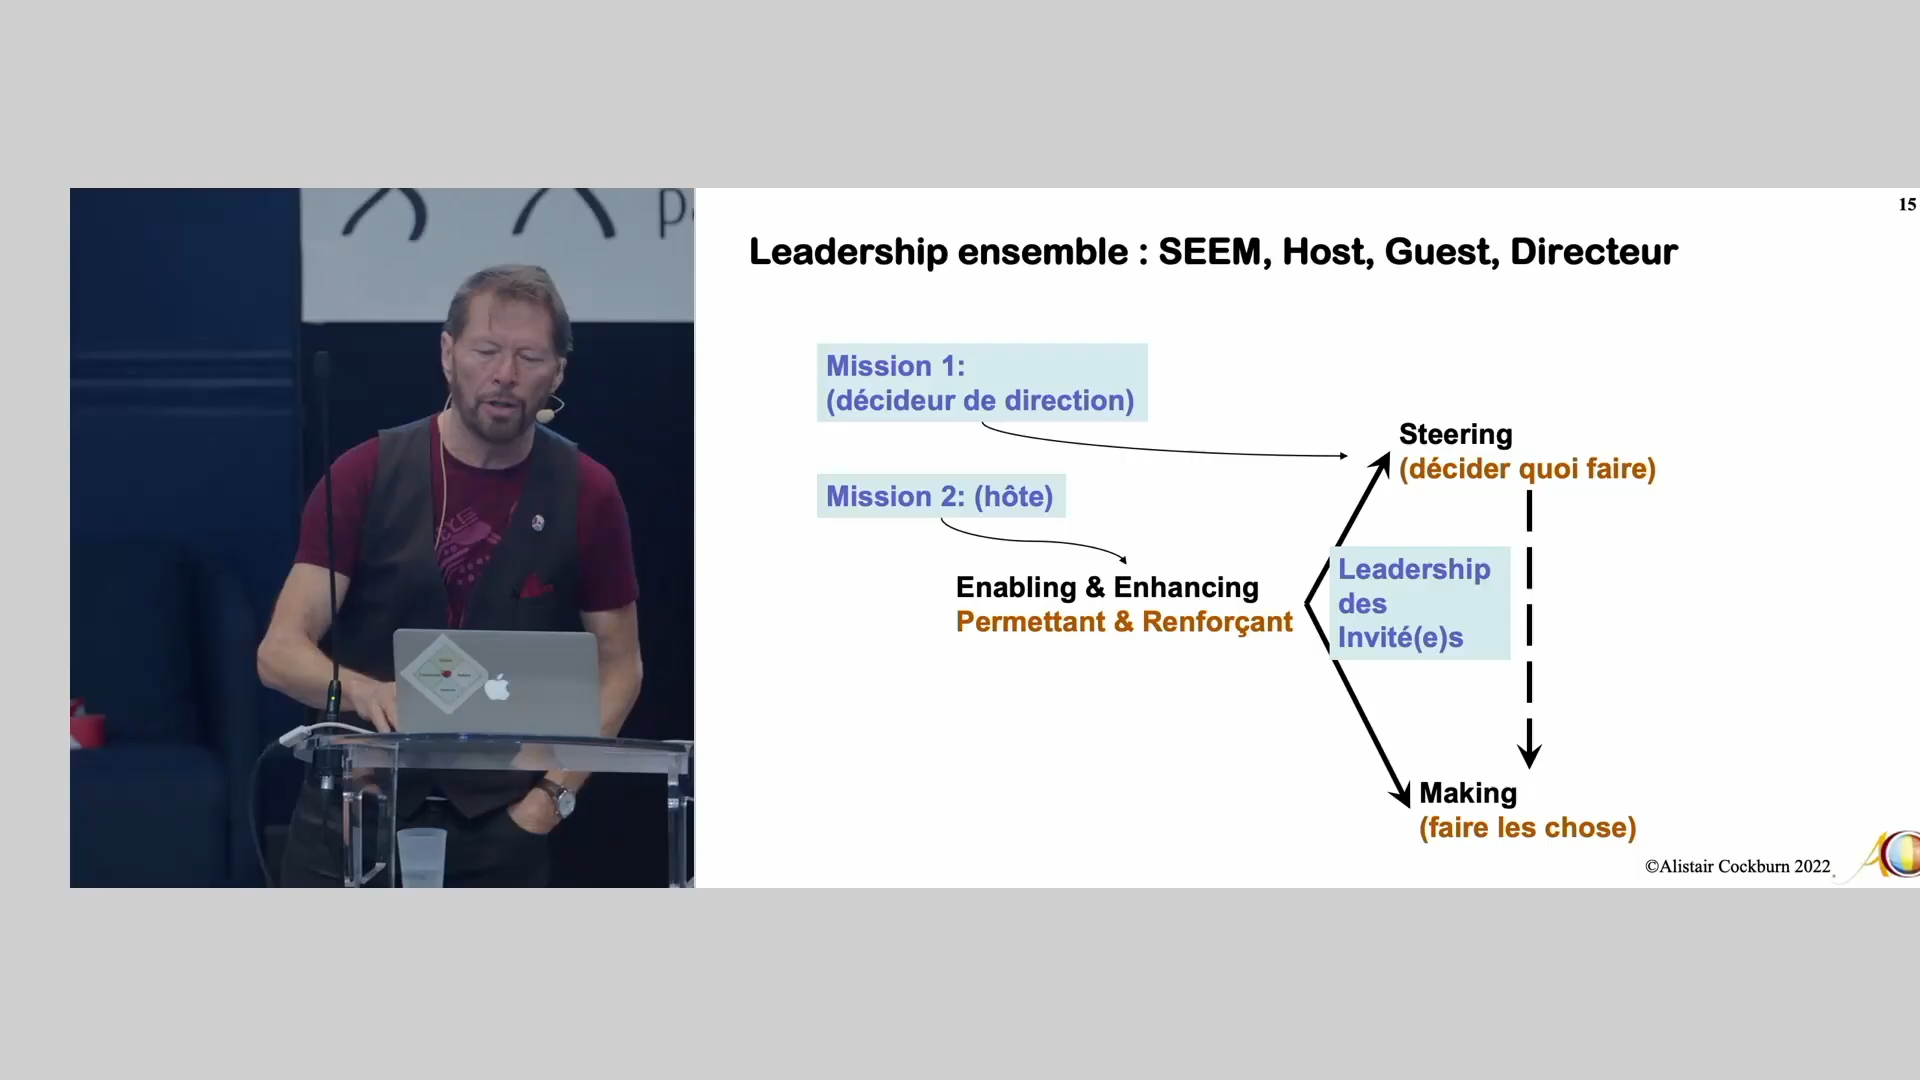 15
Leadership ensemble : SEEM, Host, Guest, Directeur
Mission 1:
(décideur de direction)
Steering
(décider quoi faire)
Mission 2: (hôte)
Leadership
des
Invité(e)s
Enabling & Enhancing
Permettant & Renforçant
Making
(faire les chose)
©Alistair Cockburn 2022